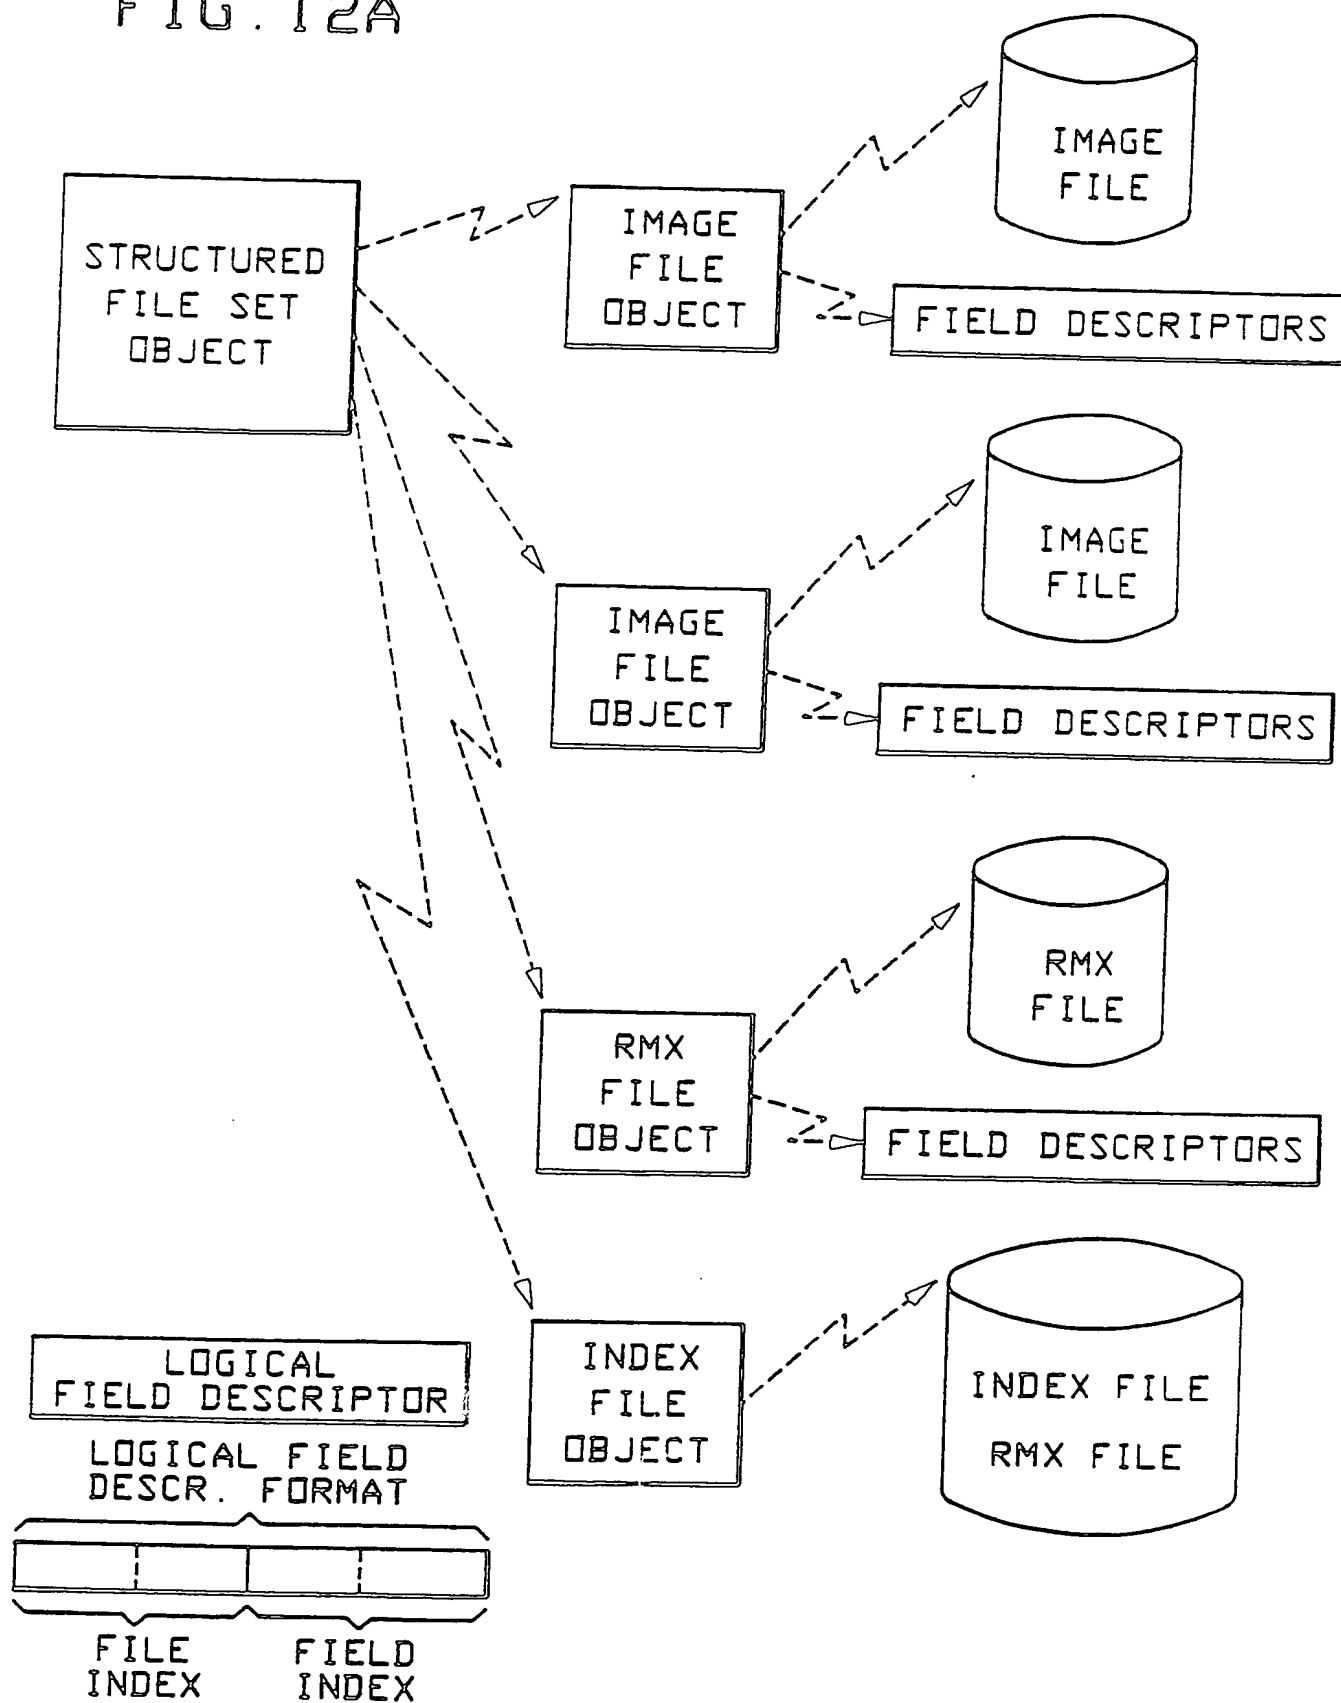 FIG. 12A
STRUCTURED
FILE SET
OBJECT
IMAGE
FILE
OBJECT
IMAGE
FILE
FIELD DESCRIPTORS
IMAGE
FILE
OBJECT
IMAGE
FILE
FIELD DESCRIPTORS
RMX
FILE
OBJECT
RMX
FILE
FIELD DESCRIPTORS
INDEX
FILE
OBJECT
INDEX FILE
RMX FILE
LOGICAL
FIELD DESCRIPTOR
LOGICAL FIELD
DESCR. FORMAT
FILE
INDEX
FIELD
INDEX